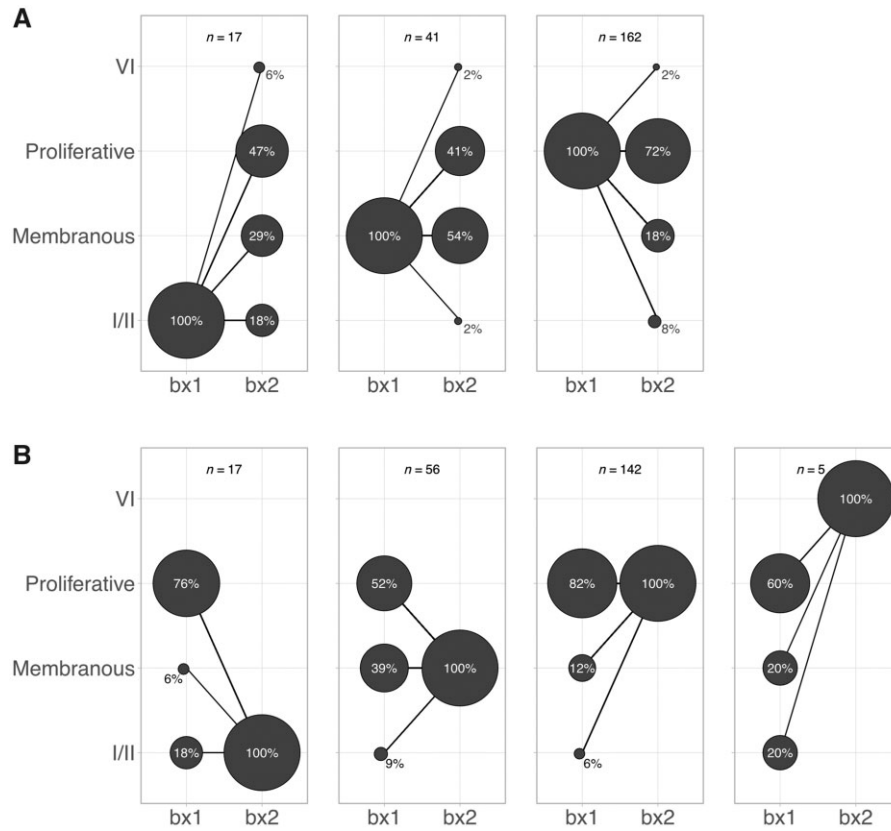 A
n = 17
n = 41
n = 162
VI
6%
2%
2%
Proliferative
47%
41%
100%
72%
Membranous
29%
100%
54%
18%
I/II
100%
18%
2%
8%
bx1
bx2
bx1
bx2
bx1
bx2
B
n = 17
n = 56
n = 142
n = 5
VI
100%
Proliferative
76%
52%
82%
100%
60%
Membranous
6%
39%
100%
12%
20%
I/II
18%
100%
9%
6%
20%
bx1
bx2
bx1
bx2
bx1
bx2
bx1
bx2